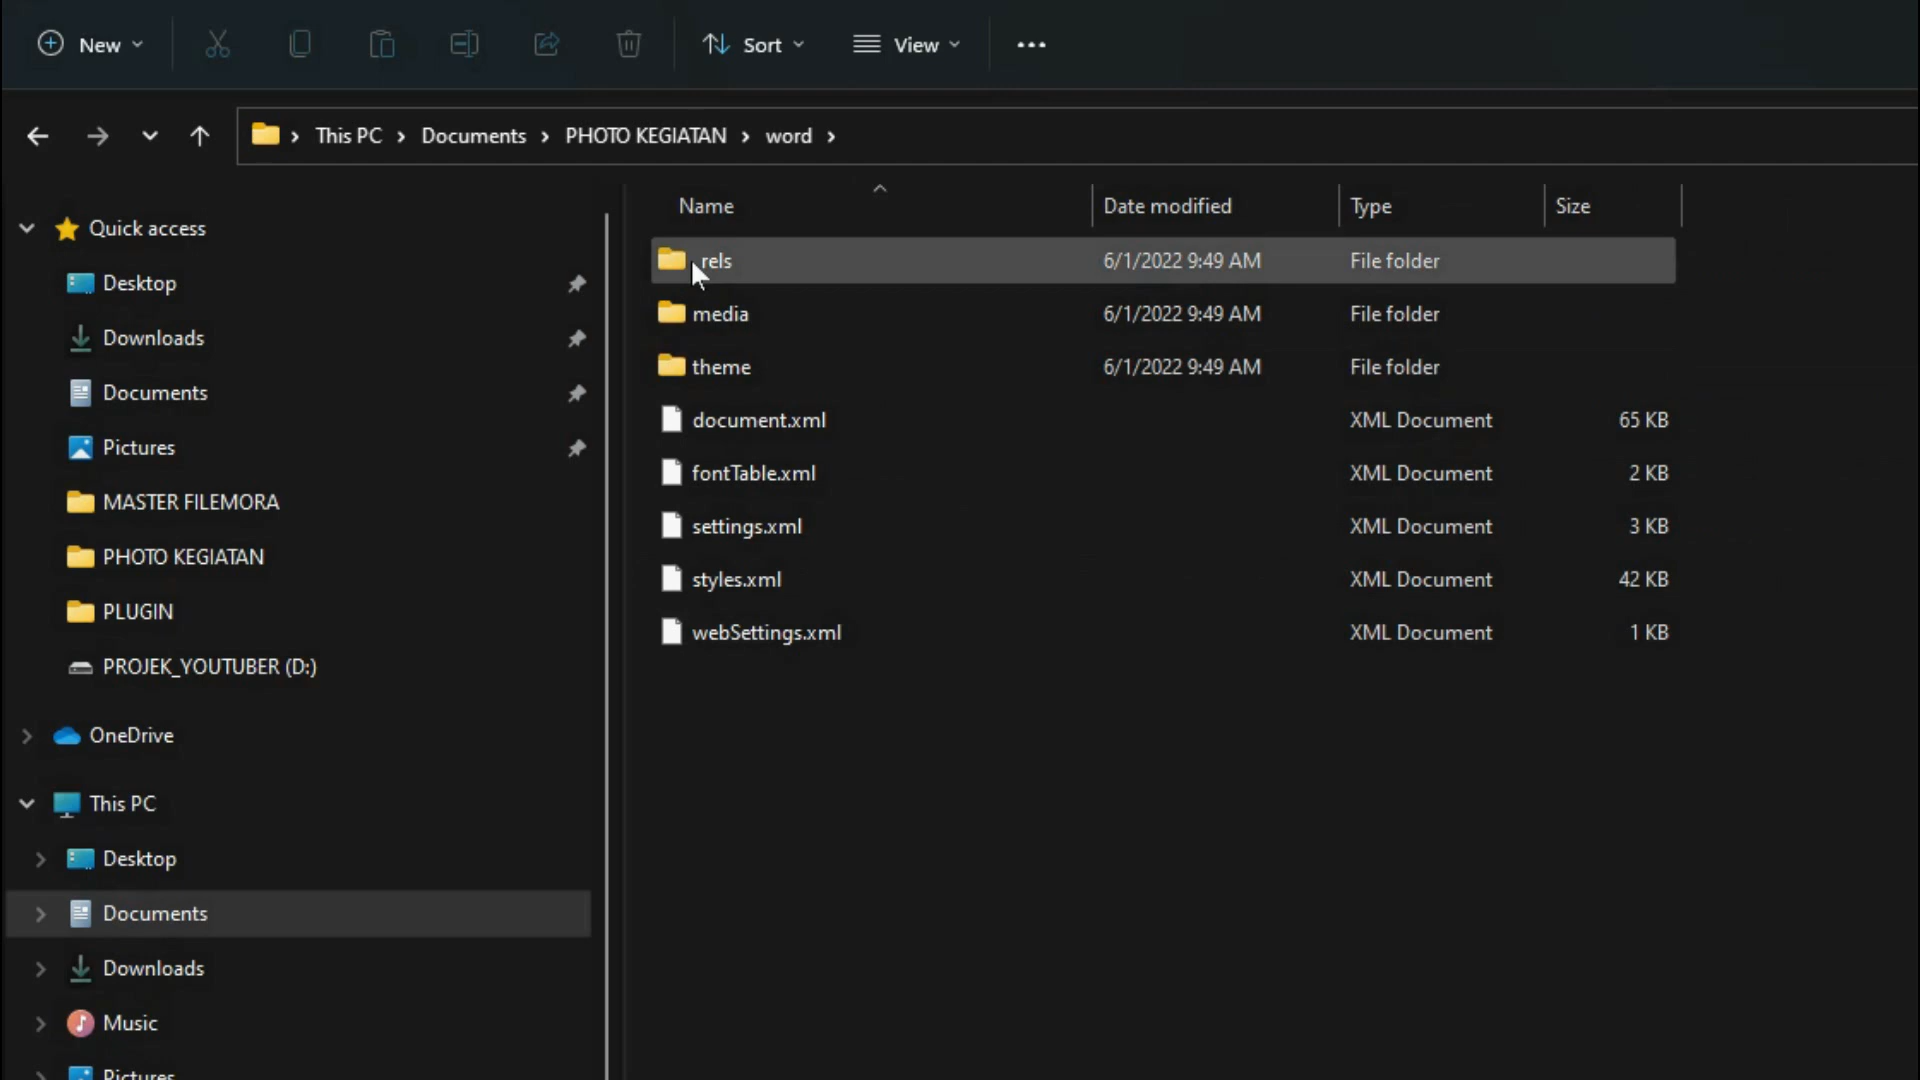 New Sort View
This PC Documents PHOTO KEGIATAN word
Name Date modified Type Size
Quick access
Desktop
Downloads
Documents
Pictures
MASTER FILEMORA
PHOTO KEGIATAN
PLUGIN
PROJEK_YOUTUBER (D:)
OneDrive
This PC
Desktop
Documents
Downloads
Music
Pictures
rels 6/1/2022 9:49 AM File folder
media 6/1/2022 9:49 AM File folder
theme 6/1/2022 9:49 AM File folder
document.xml XML Document 65 KB
fontTable.xml XML Document 2 KB
settings.xml XML Document 3 KB
styles.xml XML Document 42 KB
webSettings.xml XML Document 1 KB